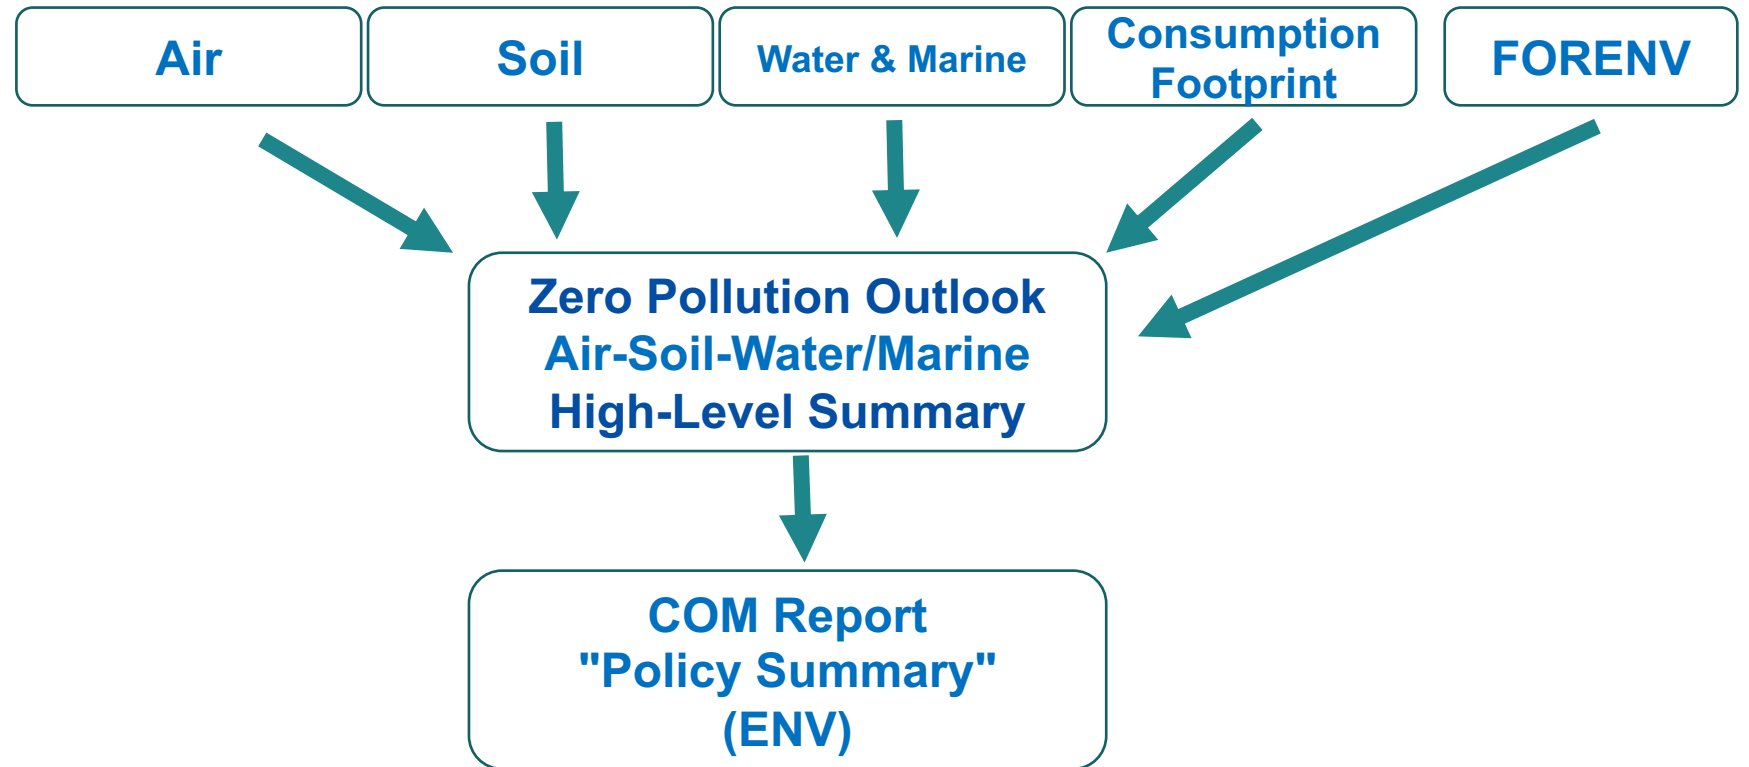 Air
Soil
Water & Marine
Consumption
Footprint
FORENV
Zero Pollution Outlook
Air-Soil-Water/Marine
High-Level Summary
COM Report
"Policy Summary"
(ENV)